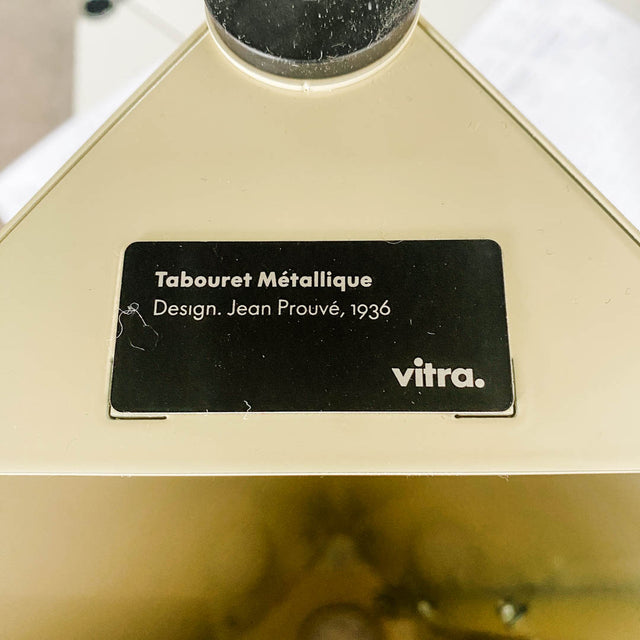 Tabouret Métallique
Design. Jean Prouvé, 1936
vitra.